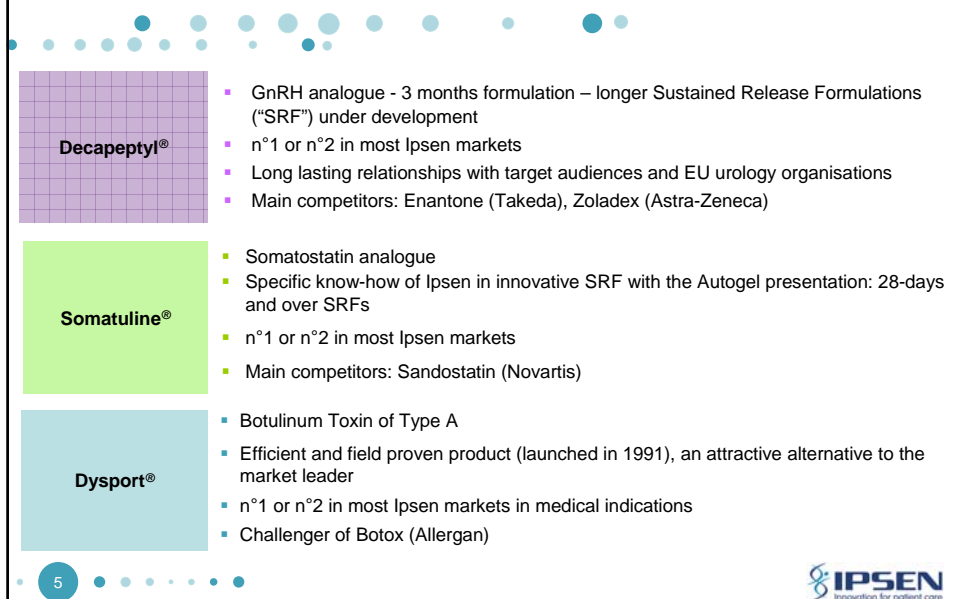 Decapeptyl®
▪ GnRH analogue - 3 months formulation – longer Sustained Release Formulations
(“SRF”) under development
▪ n°1 or n°2 in most Ipsen markets
▪ Long lasting relationships with target audiences and EU urology organisations
▪ Main competitors: Enantone (Takeda), Zoladex (Astra-Zeneca)
Somatuline®
▪ Somatostatin analogue
▪ Specific know-how of Ipsen in innovative SRF with the Autogel presentation: 28-days
and over SRFs
▪ n°1 or n°2 in most Ipsen markets
▪ Main competitors: Sandostatin (Novartis)
Dysport®
▪ Botulinum Toxin of Type A
▪ Efficient and field proven product (launched in 1991), an attractive alternative to the
market leader
▪ n°1 or n°2 in most Ipsen markets in medical indications
▪ Challenger of Botox (Allergan)
5
IPSEN
Innovation for patient care